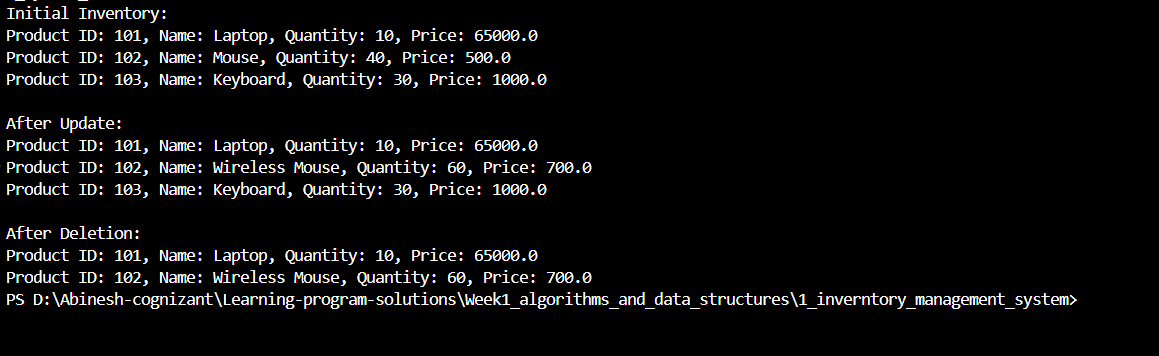 Initial Inventory:
Product ID: 101, Name: Laptop, Quantity: 10, Price: 65000.0
Product ID: 102, Name: Mouse, Quantity: 40, Price: 500.0
Product ID: 103, Name: Keyboard, Quantity: 30, Price: 1000.0

After Update:
Product ID: 101, Name: Laptop, Quantity: 10, Price: 65000.0
Product ID: 102, Name: Wireless Mouse, Quantity: 60, Price: 700.0
Product ID: 103, Name: Keyboard, Quantity: 30, Price: 1000.0

After Deletion:
Product ID: 101, Name: Laptop, Quantity: 10, Price: 65000.0
Product ID: 102, Name: Wireless Mouse, Quantity: 60, Price: 700.0
PS D:\Abinesh-cognizant\Learning-program-solutions\Week1_algorithms_and_data_structures\1_inverntory_management_system>